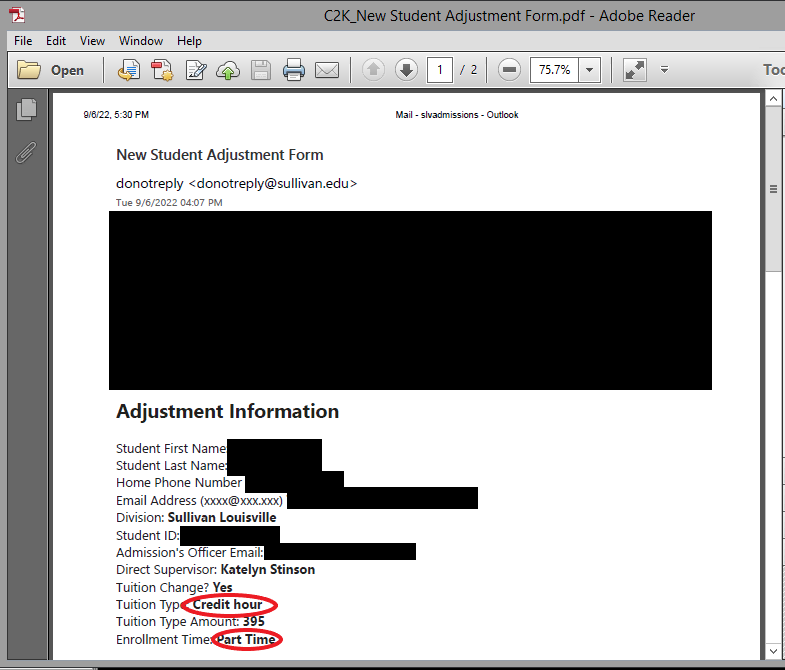 C2K_New Student Adjustment Form.pdf - Adobe Reader
File Edit View Window Help
Open 1 / 2 75.7%
9/6/22, 5:30 PM Mail - slvadmissions - Outlook
New Student Adjustment Form
donotreply <donotreply@sullivan.edu>
Tue 9/6/2022 04:07 PM
Adjustment Information
Student First Name
Student Last Name:
Home Phone Number
Email Address (xxxx@xxx.xxx)
Division: Sullivan Louisville
Student ID:
Admission's Officer Email:
Direct Supervisor: Katelyn Stinson
Tuition Change? Yes
Tuition Type Credit hour
Tuition Type Amount: 395
Enrollment Time: Part Time